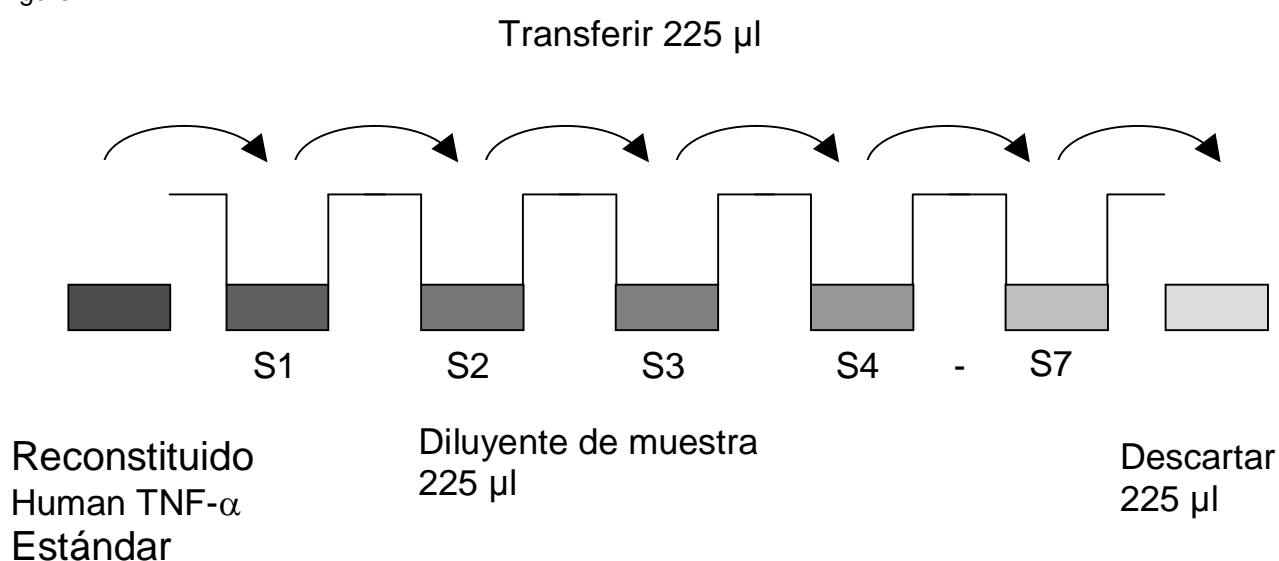 Transferir 225 µl
S1 S2 S3 S4 - S7
Reconstituido
Human TNF-α
Estándar
Diluyente de muestra
225 µl
Descartar
225 µl